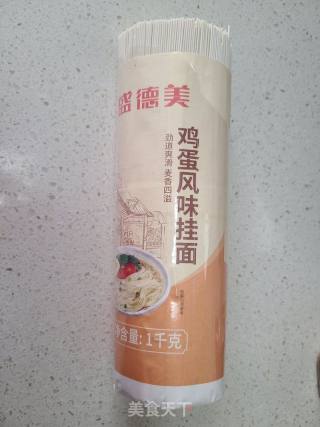 盛德美
鸡蛋风味挂面
劲道爽滑 麦香四溢
净含量:1千克
美食天下